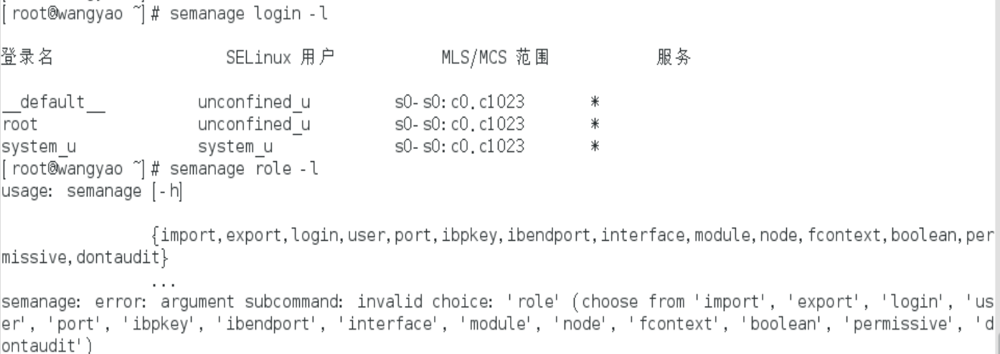 [root@wangyao ~]# semanage login -l
登录名 SELinux 用户 MLS/MCS 范围 服务
__default__ unconfined_u s0-s0:c0.c1023 *
root unconfined_u s0-s0:c0.c1023 *
system_u system_u s0-s0:c0.c1023 *
[root@wangyao ~]# semanage role -l
usage: semanage [-h]
{import,export,login,user,port,ibpkey,ibendport,interface,module,node,fcontext,boolean,per
missive,dontaudit}
...
semanage: error: argument subcommand: invalid choice: 'role' (choose from 'import', 'export', 'login', 'us
er', 'port', 'ibpkey', 'ibendport', 'interface', 'module', 'node', 'fcontext', 'boolean', 'permissive', 'd
ontaudit')